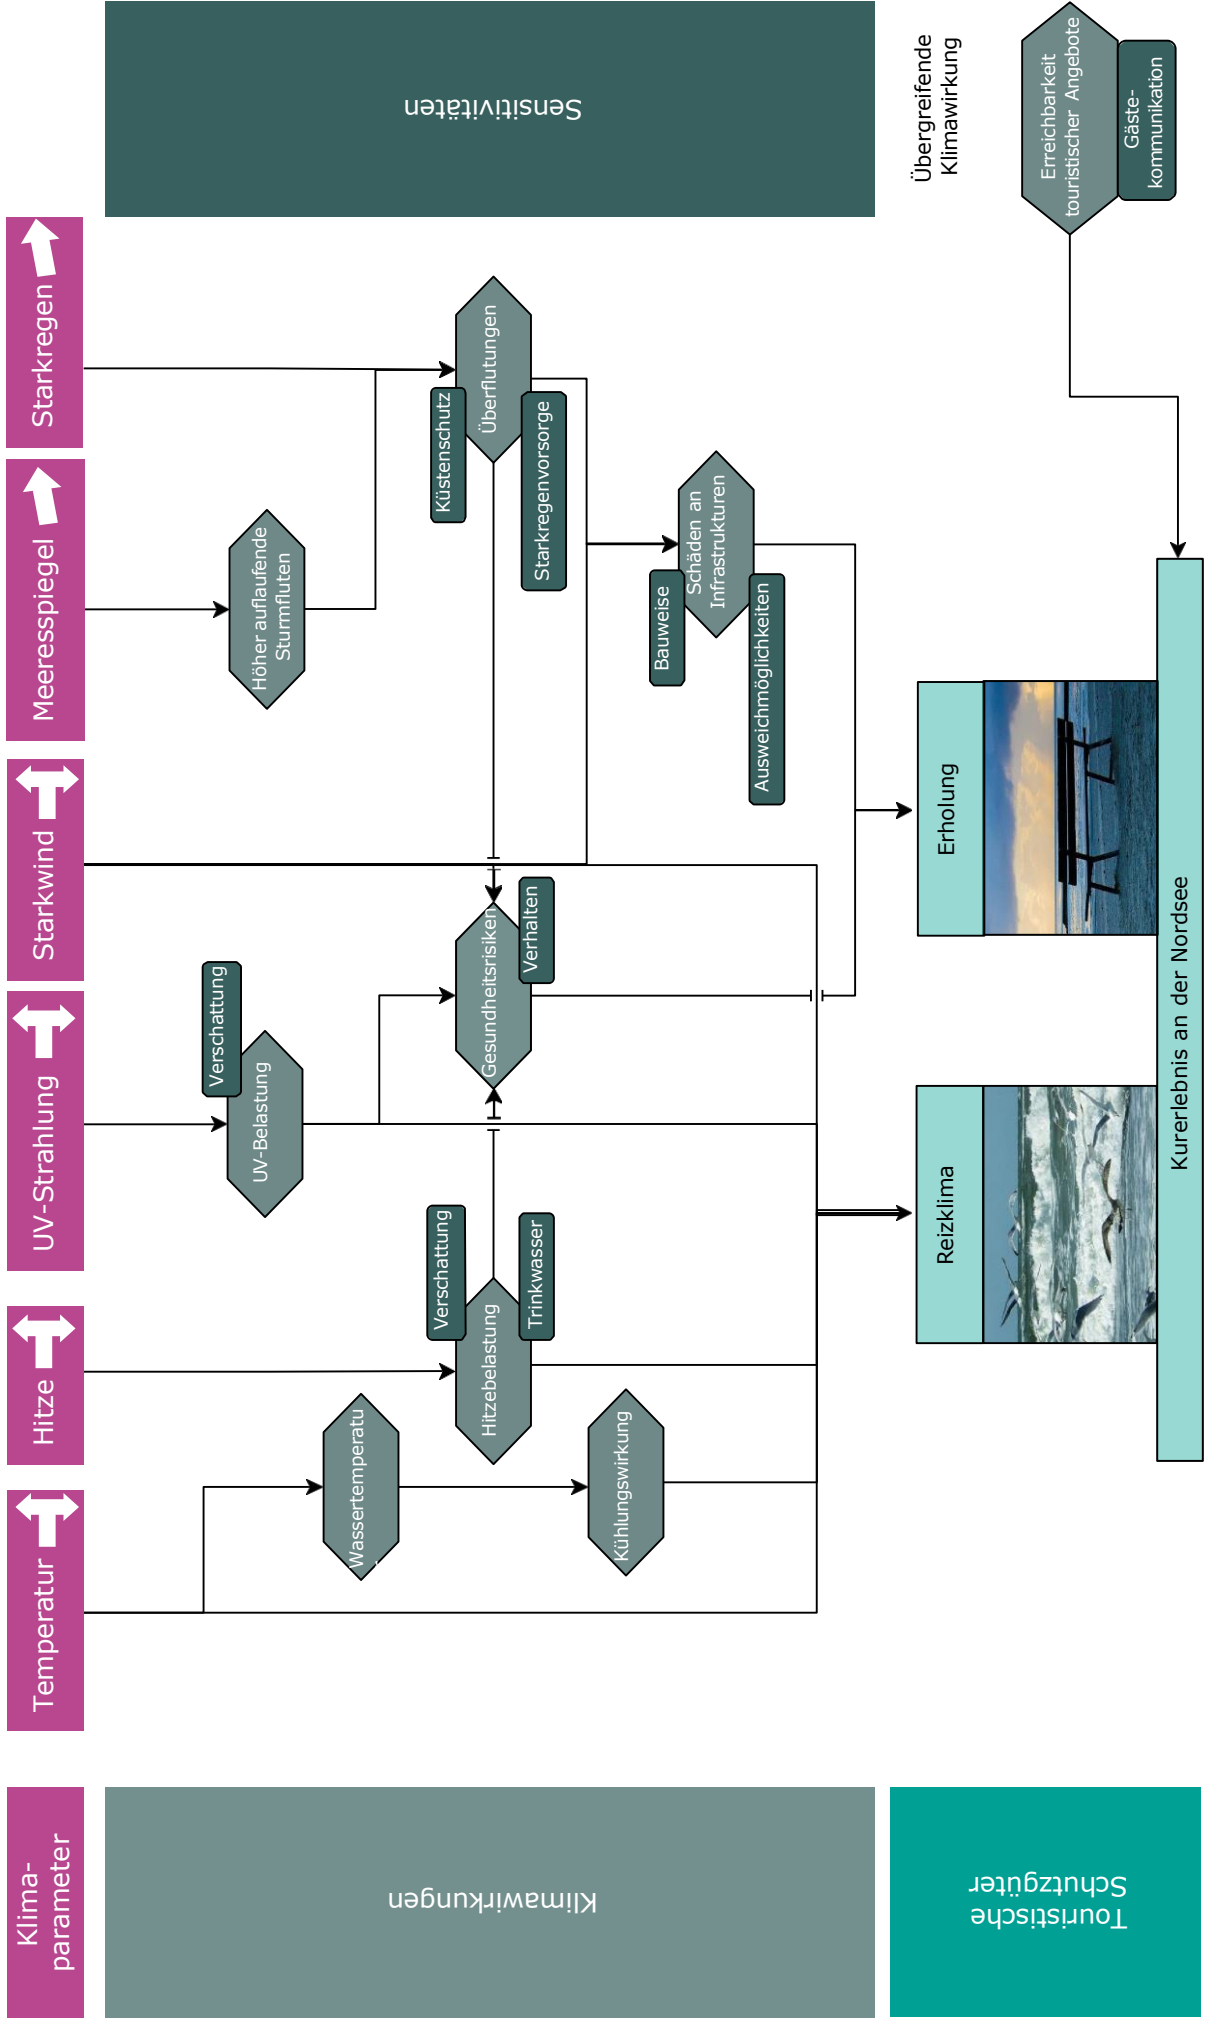 Klima-
parameter
Temperatur
Hitze
UV-Strahlung
Starkwind
Meeresspiegel
Starkregen
Klimawirkungen
Sensitivitäten
Verschattung
UV-Belastung
Höher auflaufende
Sturmfluten
Wassertemperatu
Verschattung
Hitzebelastung
Trinkwasser
Gesundheitsrisiken
Verhalten
Küstenschutz
Überflutungen
Starkregenvorsorge
Kühlungswirkung
Bauweise
Schäden an
Infrastrukturen
Ausweichmöglichkeiten
Touristische
Schutzgüter
Reizklima
Erholung
Kurerlebnis an der Nordsee
Übergreifende
Klimawirkung
Erreichbarkeit
touristischer Angebote
Gäste-
kommunikation